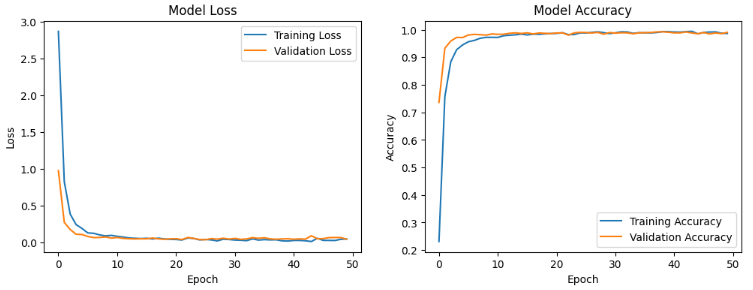 Model Loss
3.0
2.5
2.0
1.5
1.0
0.5
0.0
Loss
0
10
20
30
40
50
Epoch
Training Loss
Validation Loss
Model Accuracy
1.0
0.9
0.8
0.7
0.6
0.5
0.4
0.3
0.2
Accuracy
0
10
20
30
40
50
Epoch
Training Accuracy
Validation Accuracy